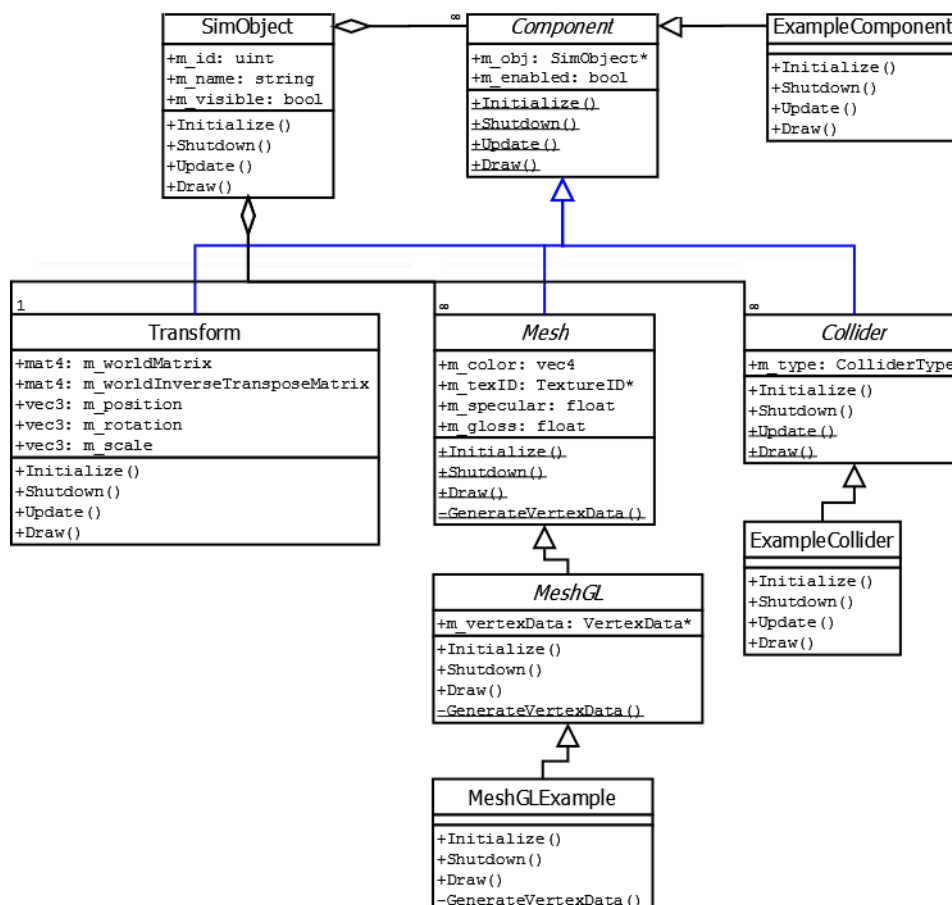 SimObject
+m_id: uint
+m_name: string
+m_visible: bool
+Initialize()
+Shutdown()
+Update()
+Draw()
∞
Component
+m_obj: SimObject*
+m_enabled: bool
+Initialize()
+Shutdown()
+Update()
+Draw()
ExampleComponent
+Initialize()
+Shutdown()
+Update()
+Draw()
1
Transform
+mat4: m_worldMatrix
+mat4: m_worldInverseTransposeMatrix
+vec3: m_position
+vec3: m_rotation
+vec3: m_scale
+Initialize()
+Shutdown()
+Update()
+Draw()
∞
Mesh
+m_color: vec4
+m_texID: TextureID*
+m_specular: float
+m_gloss: float
+Initialize()
+Shutdown()
+Draw()
-GenerateVertexData()
∞
Collider
+m_type: ColliderType
+Initialize()
+Shutdown()
+Update()
+Draw()
ExampleCollider
+Initialize()
+Shutdown()
+Update()
+Draw()
MeshGL
+m_vertexData: VertexData*
+Initialize()
+Shutdown()
+Draw()
-GenerateVertexData()
MeshGLExample
+Initialize()
+Shutdown()
+Draw()
-GenerateVertexData()